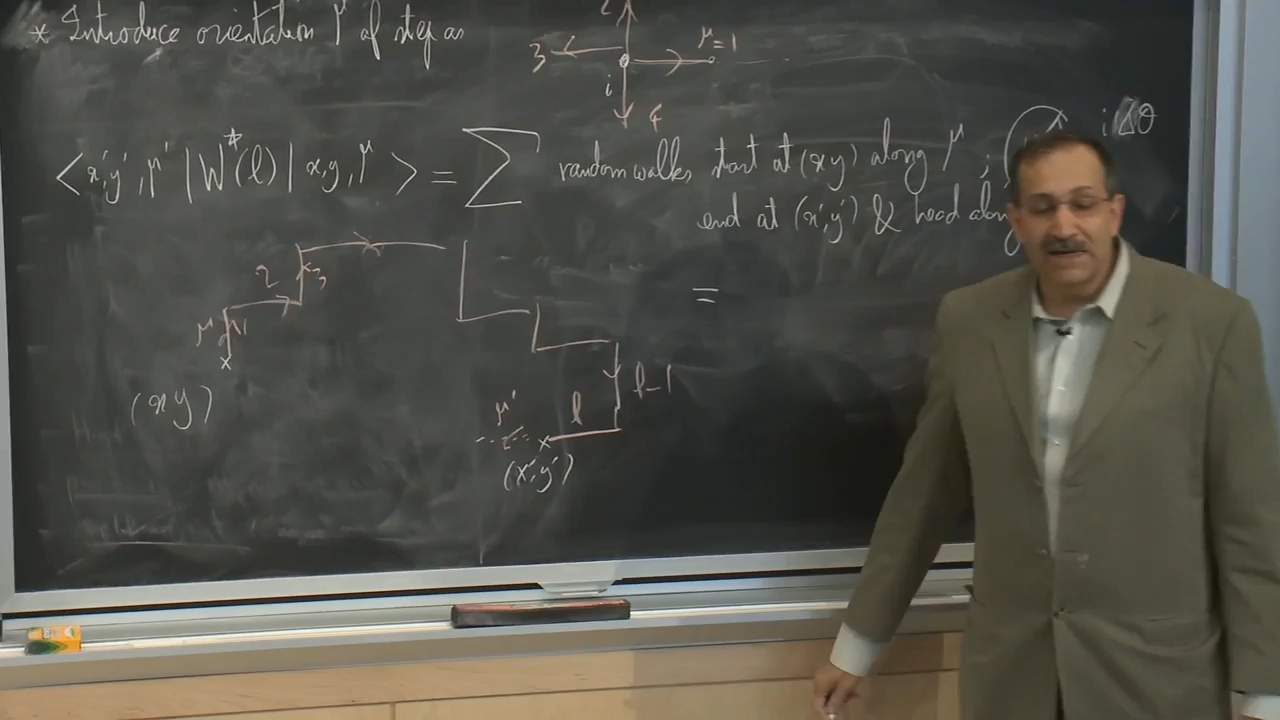 * Introduce orientation μ of step as
2
3
μ=1
i
4
<x',y',μ'|W*(l)|x,y,μ> = Σ random walks start at (x,y) along μ ;
i Δθ
end at (x',y') & head along
=
2
3
μ
1
(x,y)
l-1
μ'
l
(x',y')